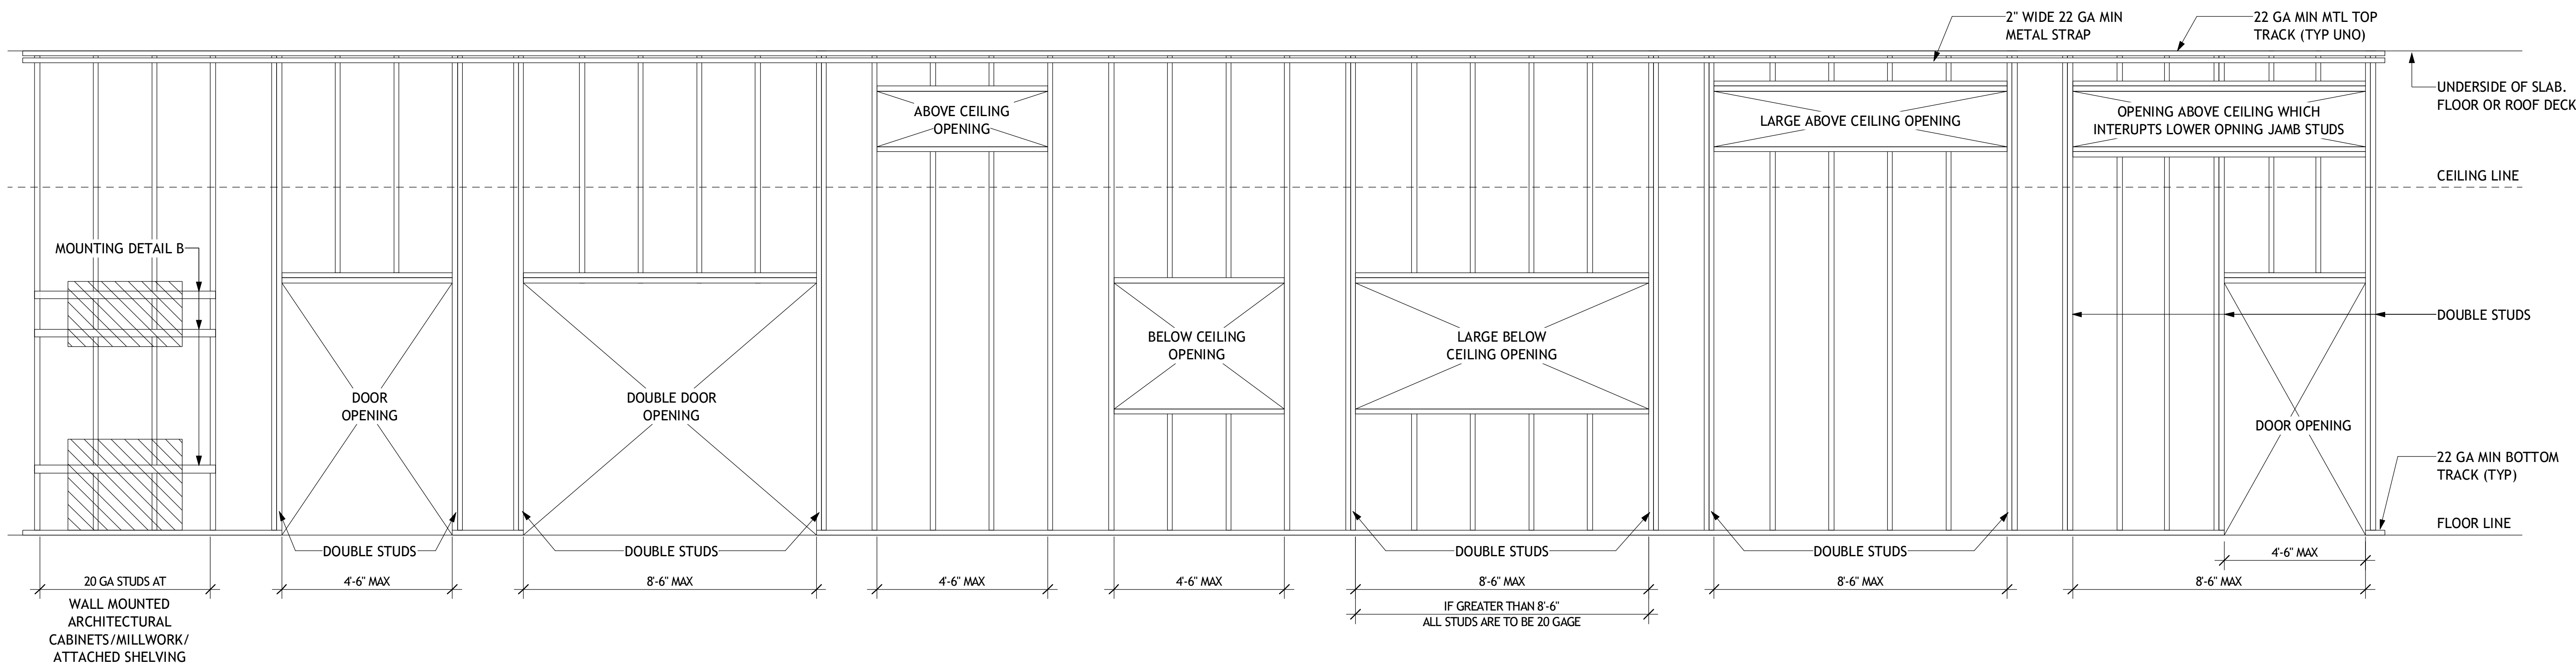 2" WIDE 22 GA MIN
METAL STRAP
22 GA MIN MTL TOP
TRACK (TYP UNO)
UNDERSIDE OF SLAB.
FLOOR OR ROOF DECK
ABOVE CEILING
OPENING
LARGE ABOVE CEILING OPENING
OPENING ABOVE CEILING WHICH
INTERUPTS LOWER OPNING JAMB STUDS
CEILING LINE
MOUNTING DETAIL B
DOUBLE STUDS
BELOW CEILING
OPENING
LARGE BELOW
CEILING OPENING
DOOR
OPENING
DOUBLE DOOR
OPENING
DOOR OPENING
22 GA MIN BOTTOM
TRACK (TYP)
FLOOR LINE
DOUBLE STUDS
DOUBLE STUDS
DOUBLE STUDS
DOUBLE STUDS
4'-6" MAX
20 GA STUDS AT
4'-6" MAX
8'-6" MAX
4'-6" MAX
4'-6" MAX
8'-6" MAX
8'-6" MAX
8'-6" MAX
WALL MOUNTED
ARCHITECTURAL
CABINETS/MILLWORK/
ATTACHED SHELVING
IF GREATER THAN 8'-6"
ALL STUDS ARE TO BE 20 GAGE